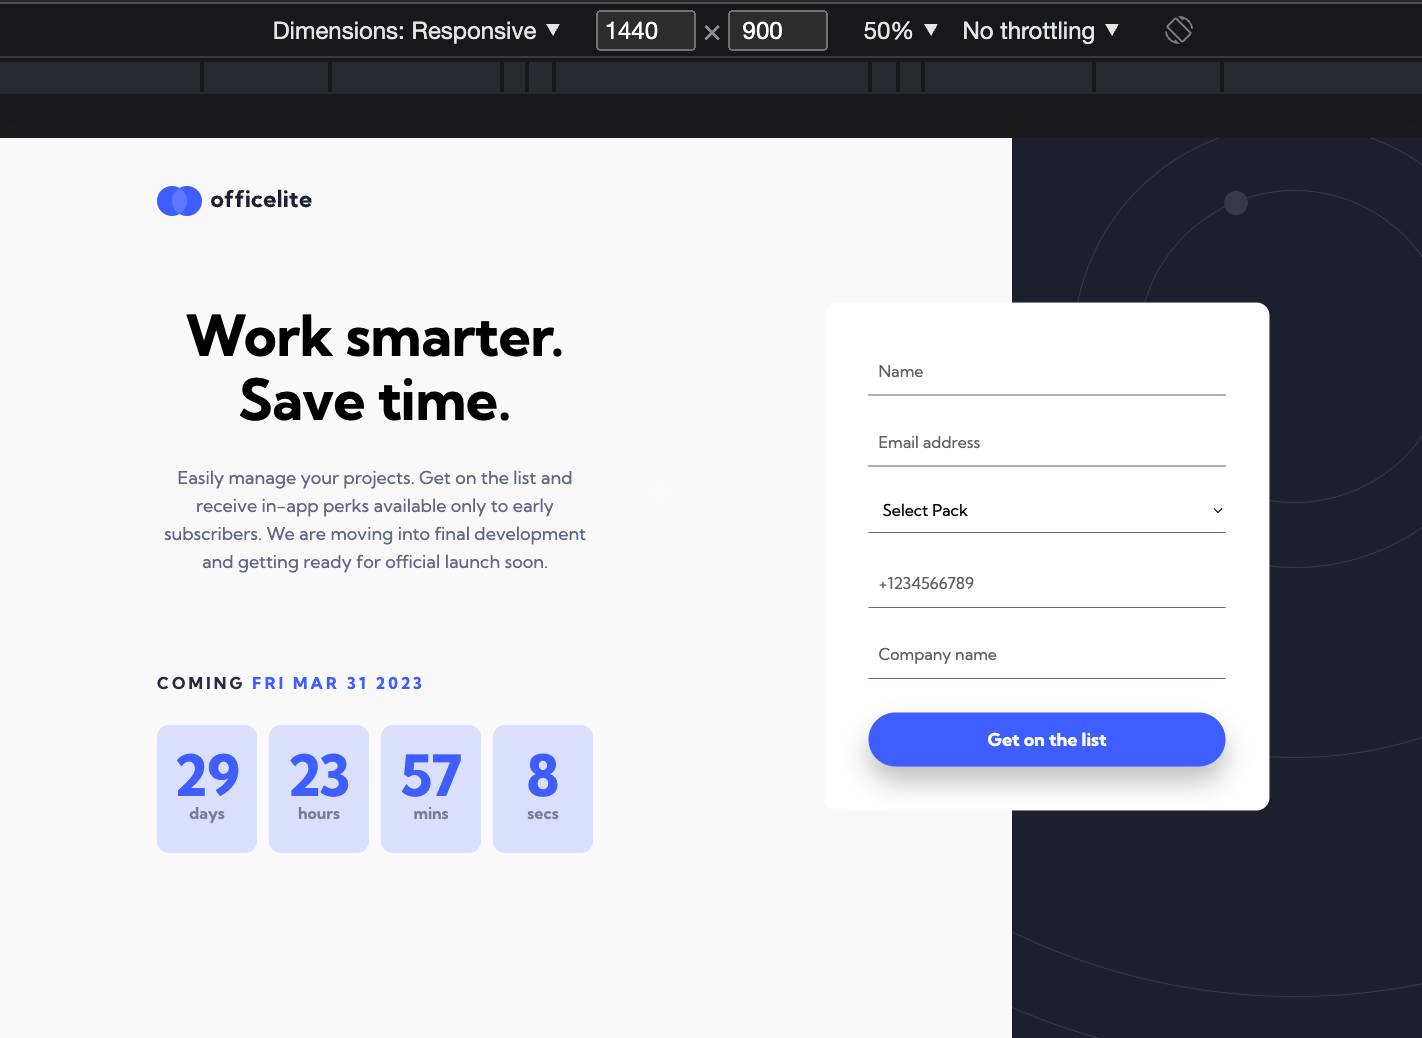 Dimensions: Responsive ▼ 1440 × 900 50% ▼ No throttling ▼
officelite
Work smarter.
Save time.
Easily manage your projects. Get on the list and
receive in-app perks available only to early
subscribers. We are moving into final development
and getting ready for official launch soon.
COMING FRI MAR 31 2023
29 23 57 8
days hours mins secs
Name
Email address
Select Pack
+1234566789
Company name
Get on the list